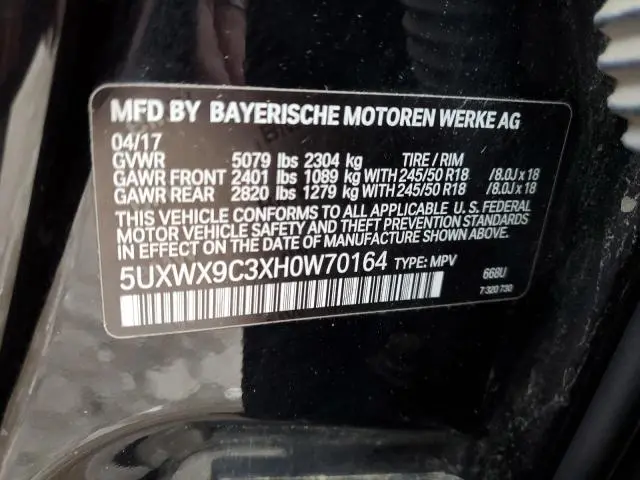 MFD BY BAYERISCHE MOTOREN WERKE AG
04/17
GVWR 5079 lbs 2304 kg TIRE / RIM
GAWR FRONT 2401 lbs 1089 kg WITH 245/50 R18 /8.0J x 18
GAWR REAR 2820 lbs 1279 kg WITH 245/50 R18 /8.0J x 18
THIS VEHICLE CONFORMS TO ALL APPLICABLE U. S. FEDERAL
MOTOR VEHICLE SAFETY AND THEFT PREVENTION
STANDARDS IN EFFECT ON THE DATE OF MANUFACTURE SHOWN ABOVE.
5UXWX9C3XH0W70164 TYPE: MPV
668U
7 320 730